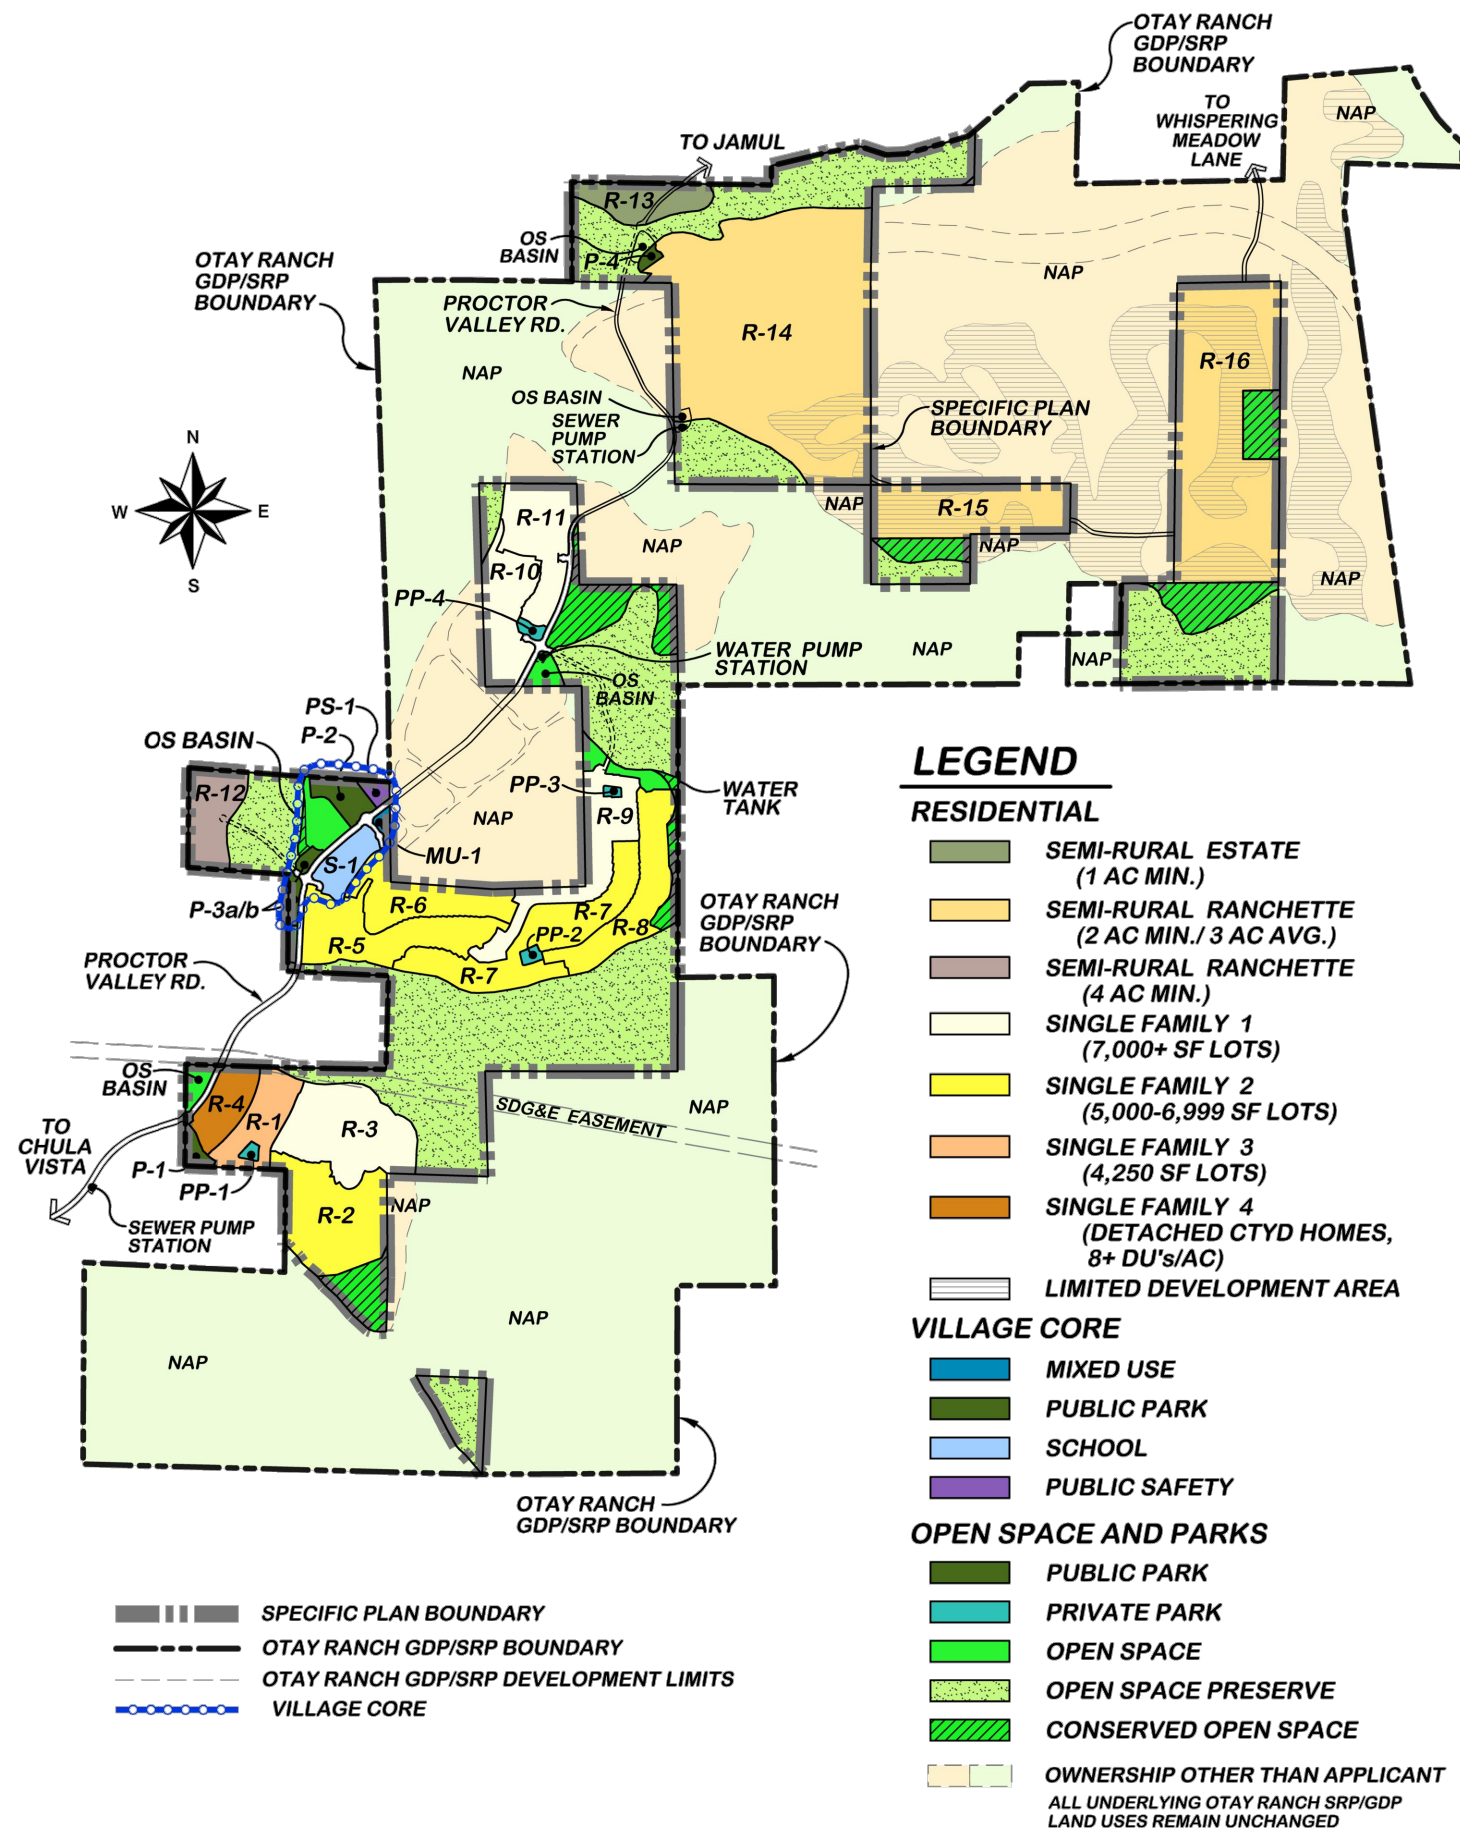 OTAY RANCH
GDP/SRP
BOUNDARY
TO
WHISPERING
MEADOW
LANE
NAP
TO JAMUL
R-13
OS
BASIN
P-4
OTAY RANCH
GDP/SRP
BOUNDARY
NAP
PROCTOR
VALLEY RD.
R-14
NAP
R-16
OS BASIN
SEWER
PUMP
STATION
SPECIFIC PLAN
BOUNDARY
N
W
E
S
R-11
NAP
R-15
NAP
NAP
R-10
NAP
PP-4
WATER PUMP
STATION
NAP
NAP
OS
BASIN
PS-1
P-2
OS BASIN
R-12
PP-3
WATER
TANK
R-9
NAP
S-1
MU-1
P-3a/b
R-6
R-7
R-5
PP-2
R-8
R-7
OTAY RANCH
GDP/SRP
BOUNDARY
PROCTOR
VALLEY RD.
OS
BASIN
R-4
R-1
R-3
SDG&E EASEMENT
NAP
TO
CHULA
VISTA
P-1
PP-1
R-2
NAP
SEWER PUMP
STATION
NAP
NAP
OTAY RANCH
GDP/SRP BOUNDARY
LEGEND
RESIDENTIAL
SEMI-RURAL ESTATE
(1 AC MIN.)
SEMI-RURAL RANCHETTE
(2 AC MIN./ 3 AC AVG.)
SEMI-RURAL RANCHETTE
(4 AC MIN.)
SINGLE FAMILY 1
(7,000+ SF LOTS)
SINGLE FAMILY 2
(5,000-6,999 SF LOTS)
SINGLE FAMILY 3
(4,250 SF LOTS)
SINGLE FAMILY 4
(DETACHED CTYD HOMES,
8+ DU's/AC)
LIMITED DEVELOPMENT AREA
VILLAGE CORE
MIXED USE
PUBLIC PARK
SCHOOL
PUBLIC SAFETY
OPEN SPACE AND PARKS
PUBLIC PARK
PRIVATE PARK
OPEN SPACE
OPEN SPACE PRESERVE
CONSERVED OPEN SPACE
OWNERSHIP OTHER THAN APPLICANT
ALL UNDERLYING OTAY RANCH SRP/GDP
LAND USES REMAIN UNCHANGED
SPECIFIC PLAN BOUNDARY
OTAY RANCH GDP/SRP BOUNDARY
OTAY RANCH GDP/SRP DEVELOPMENT LIMITS
VILLAGE CORE